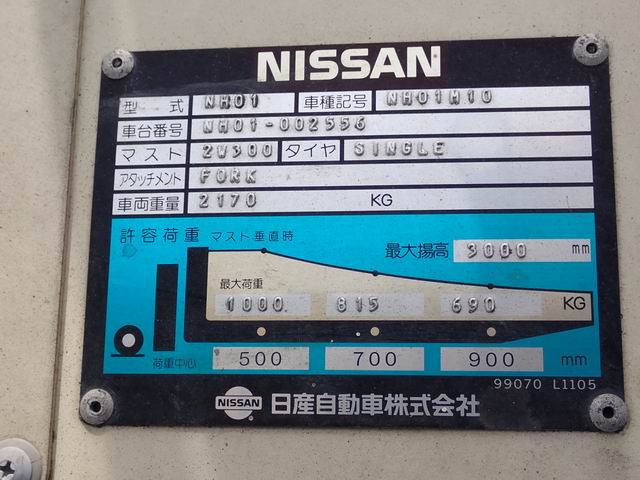 NISSAN
型式 NH01 車種記号 NH01M10
車台番号 NH01-002556
マスト 2W300 タイヤ SINGLE
アタッチメント FORK
車両重量 2170 KG
許容荷重 マスト垂直時
最大揚高 3000 mm
最大荷重
1000 815 690 KG
荷重中心 500 700 900 mm
99070 L1105
NISSAN 日産自動車株式会社